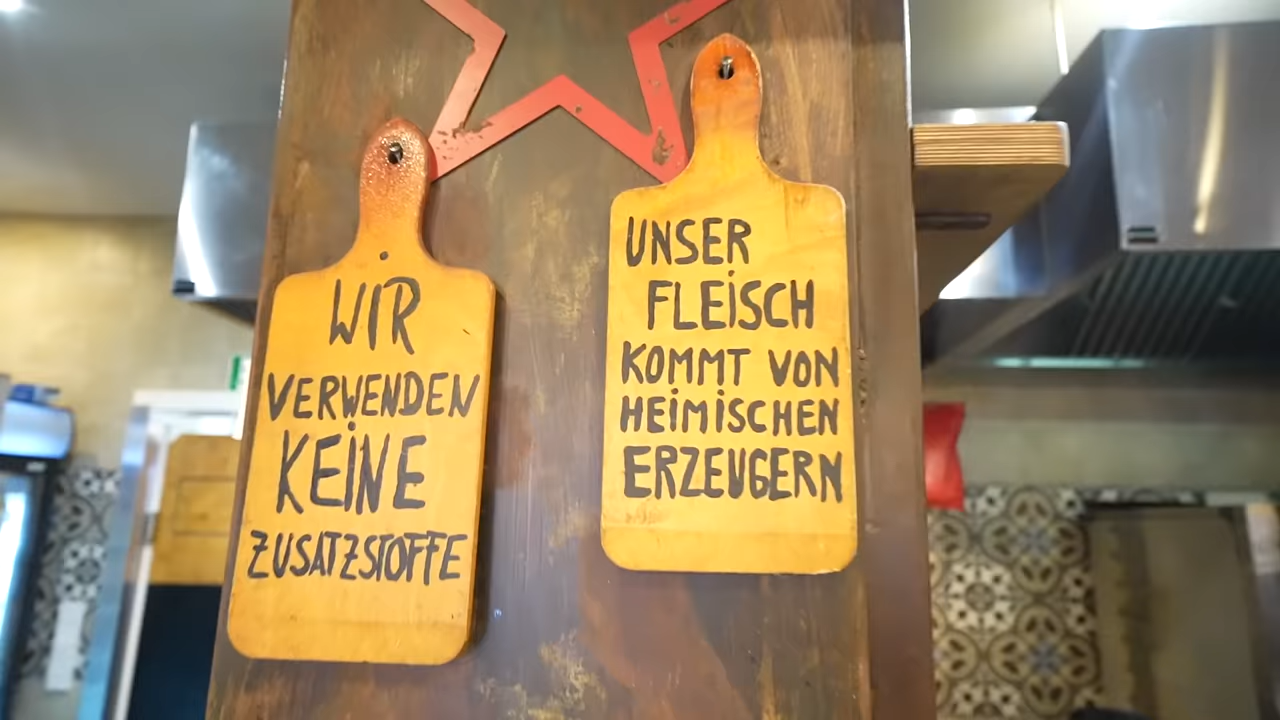 WIR
VERWENDEN
KEINE
ZUSATZSTOFFE
UNSER
FLEISCH
KOMMT VON
HEIMISCHEN
ERZEUGERN